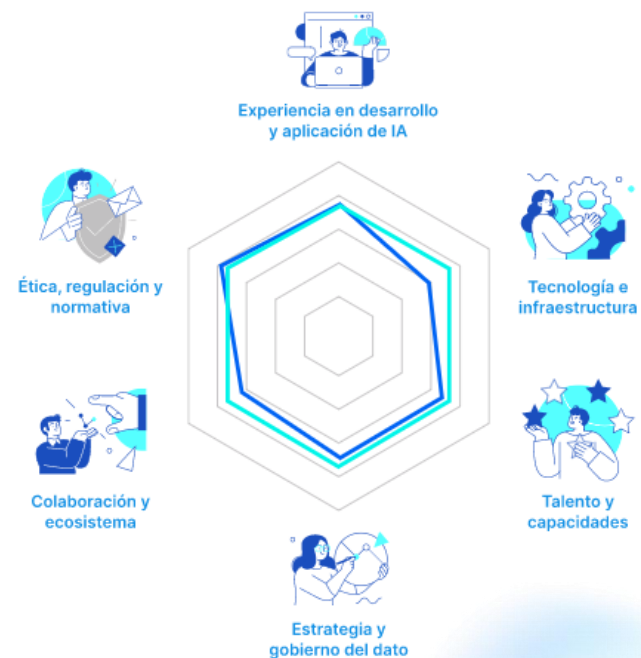 Experiencia en desarrollo
y aplicación de IA
Ética, regulación y
normativa
Tecnología e
infraestructura
Colaboración y
ecosistema
Talento y
capacidades
Estrategia y
gobierno del dato